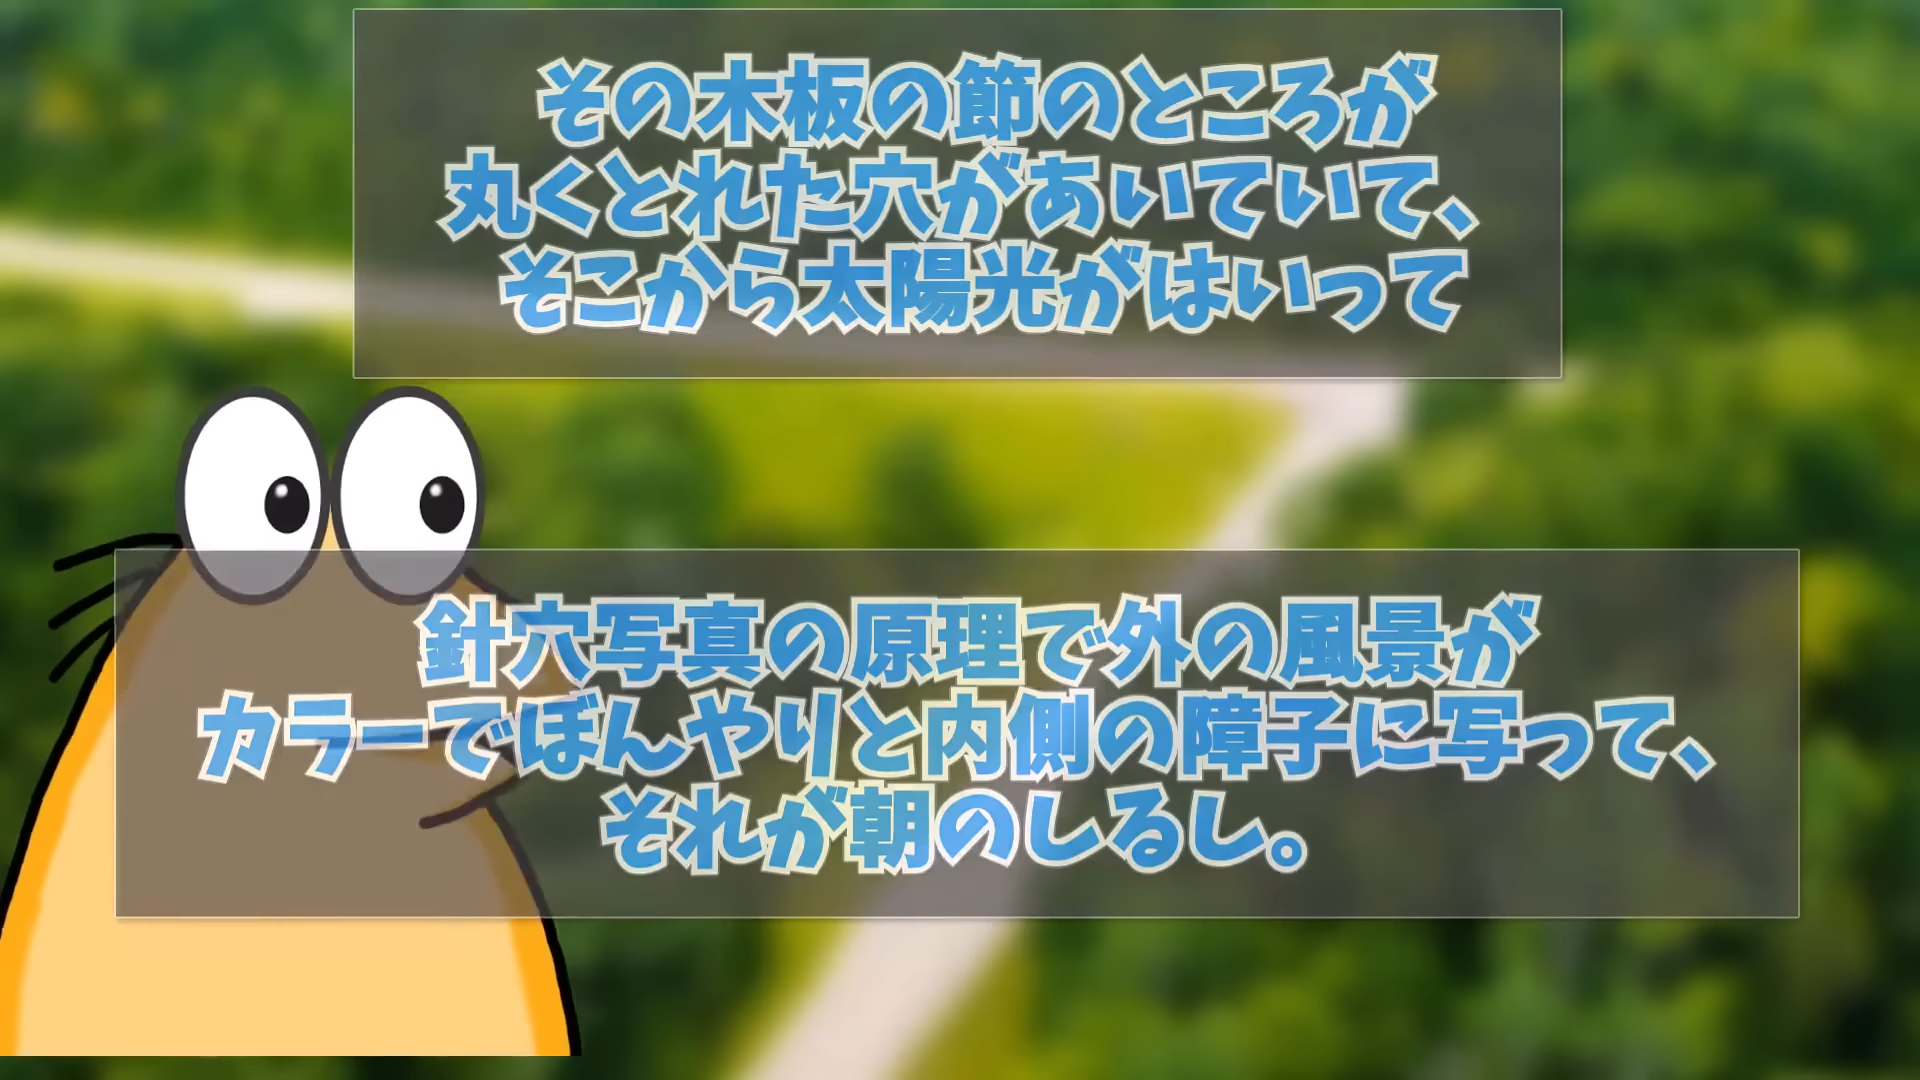 その木板の節のところが
丸くとれた穴があいていて、
そこから太陽光がはいって
針穴写真の原理で外の風景が
カラーでぼんやりと内側の障子に写って、
それが朝のしるし。